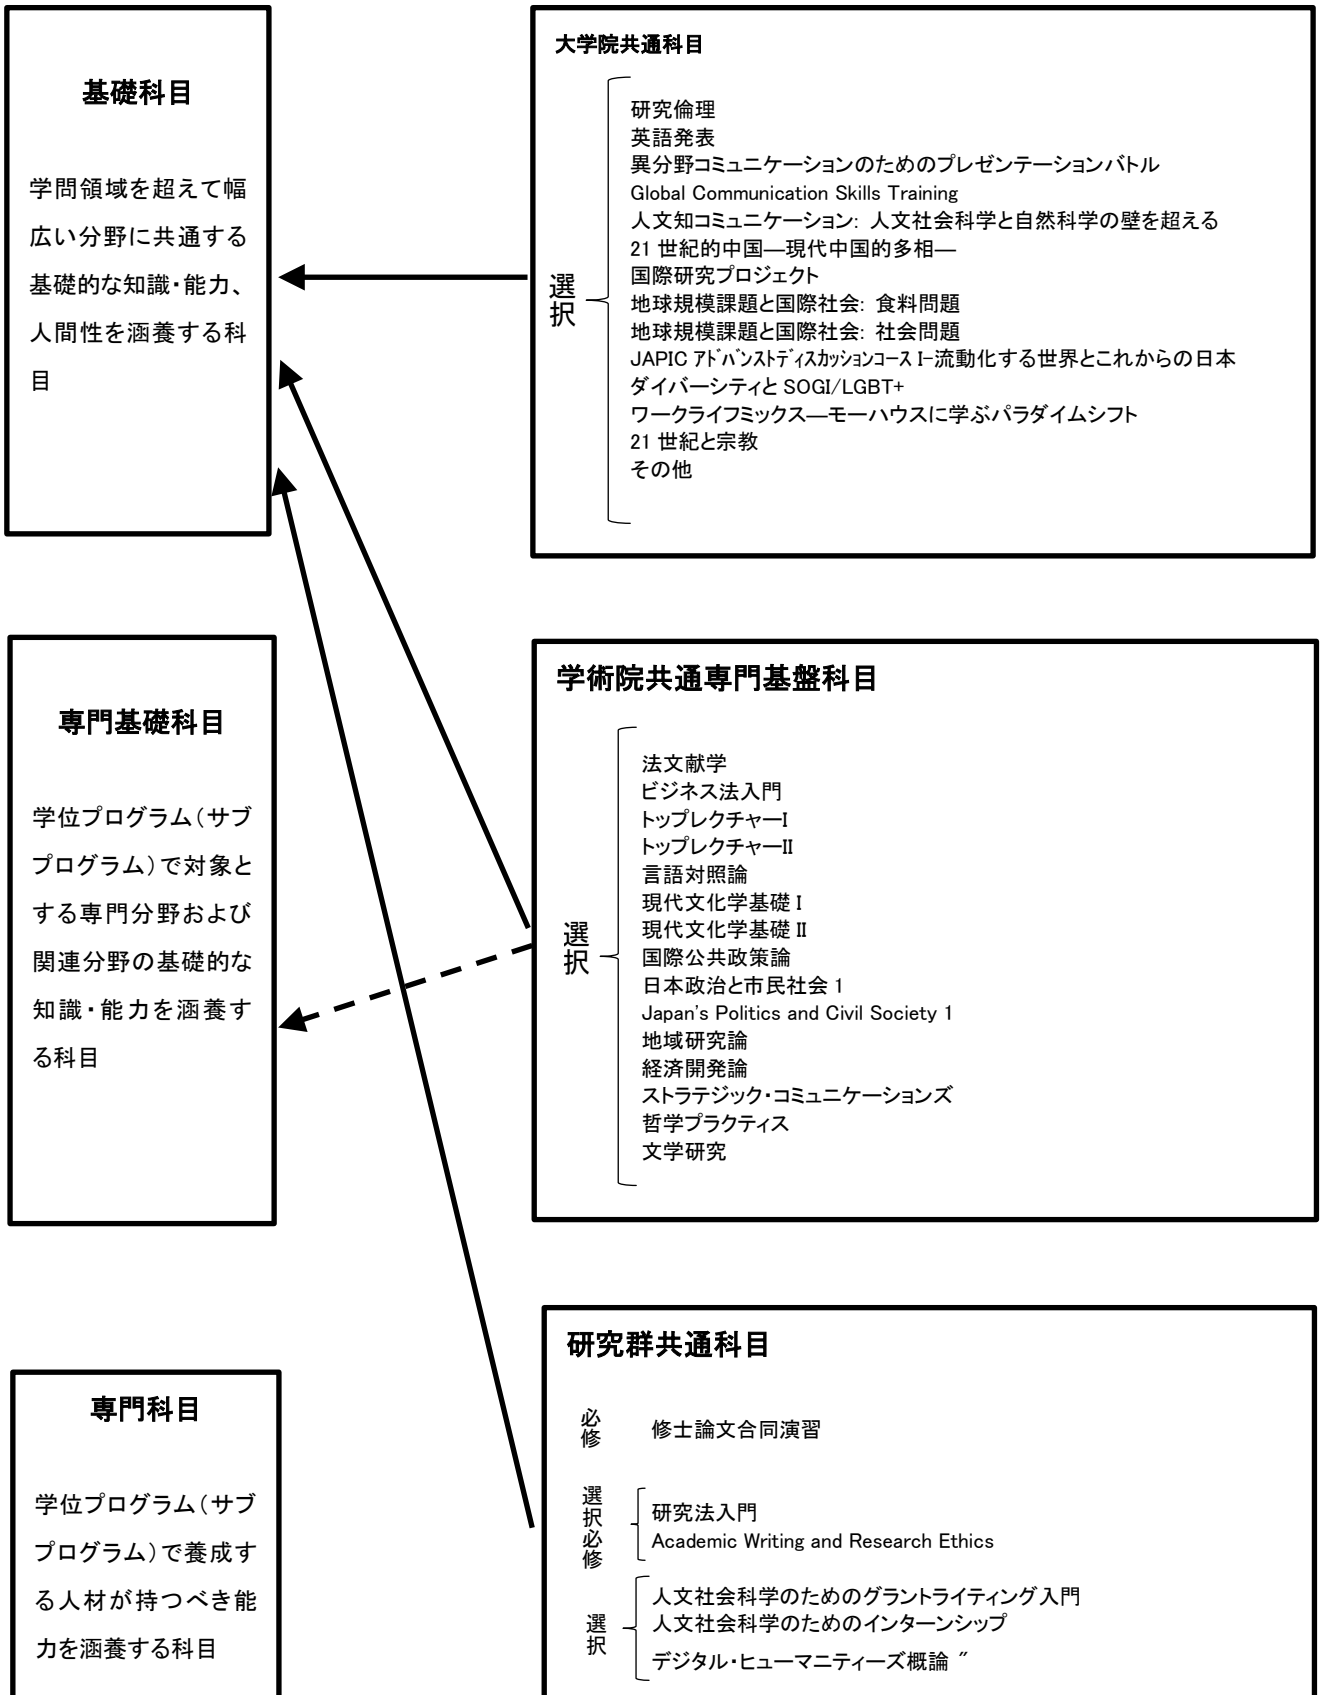 基礎科目
学問領域を超えて幅
広い分野に共通する
基礎的な知識・能力、
人間性を涵養する科
目
大学院共通科目
選択
研究倫理
英語発表
異分野コミュニケーションのためのプレゼンテーションバトル
Global Communication Skills Training
人文知コミュニケーション: 人文社会科学と自然科学の壁を超える
21 世紀的中国―現代中国的多相―
国際研究プロジェクト
地球規模課題と国際社会: 食料問題
地球規模課題と国際社会: 社会問題
JAPIC アドバンストディスカッションコース I-流動化する世界とこれからの日本
ダイバーシティと SOGI/LGBT+
ワークライフミックス―モーハウスに学ぶパラダイムシフト
21 世紀と宗教
その他
専門基礎科目
学位プログラム(サブ
プログラム)で対象と
する専門分野および
関連分野の基礎的な
知識・能力を涵養す
る科目
学術院共通専門基盤科目
選択
法文献学
ビジネス法入門
トップレクチャーI
トップレクチャーII
言語対照論
現代文化学基礎 I
現代文化学基礎 II
国際公共政策論
日本政治と市民社会 1
Japan's Politics and Civil Society 1
地域研究論
経済開発論
ストラテジック・コミュニケーションズ
哲学プラクティス
文学研究
専門科目
学位プログラム(サブ
プログラム)で養成す
る人材が持つべき能
力を涵養する科目
研究群共通科目
必修
修士論文合同演習
選択必修
研究法入門
Academic Writing and Research Ethics
選択
人文社会科学のためのグラントライティング入門
人文社会科学のためのインターンシップ
デジタル・ヒューマニティーズ概論 ″